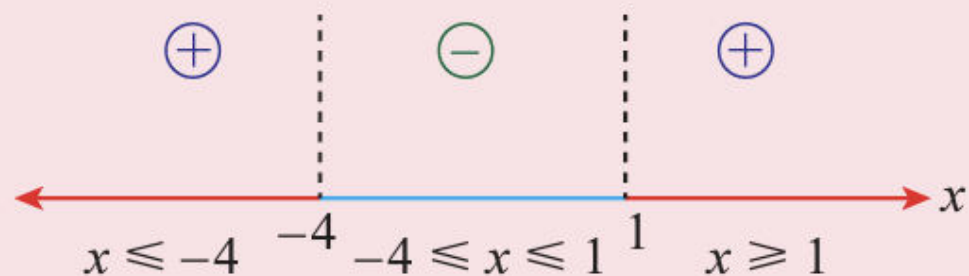 + − +
x
−4 1
x ⩽ −4 −4 ⩽ x ⩽ 1 x ⩾ 1